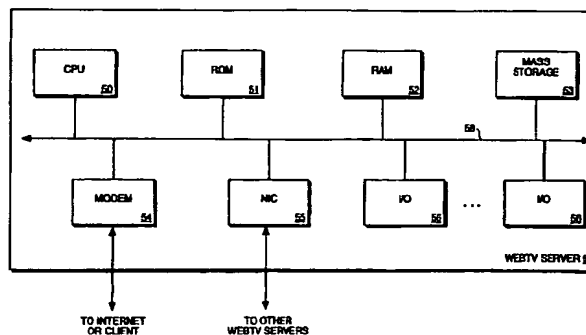 CPU
50
ROM
51
RAM
52
MASS
STORAGE
53
58
MODEM
54
NIC
55
I/O
56
...
I/O
56
WEBTV SERVER
TO INTERNET
OR CLIENT
TO OTHER
WEBTV SERVERS